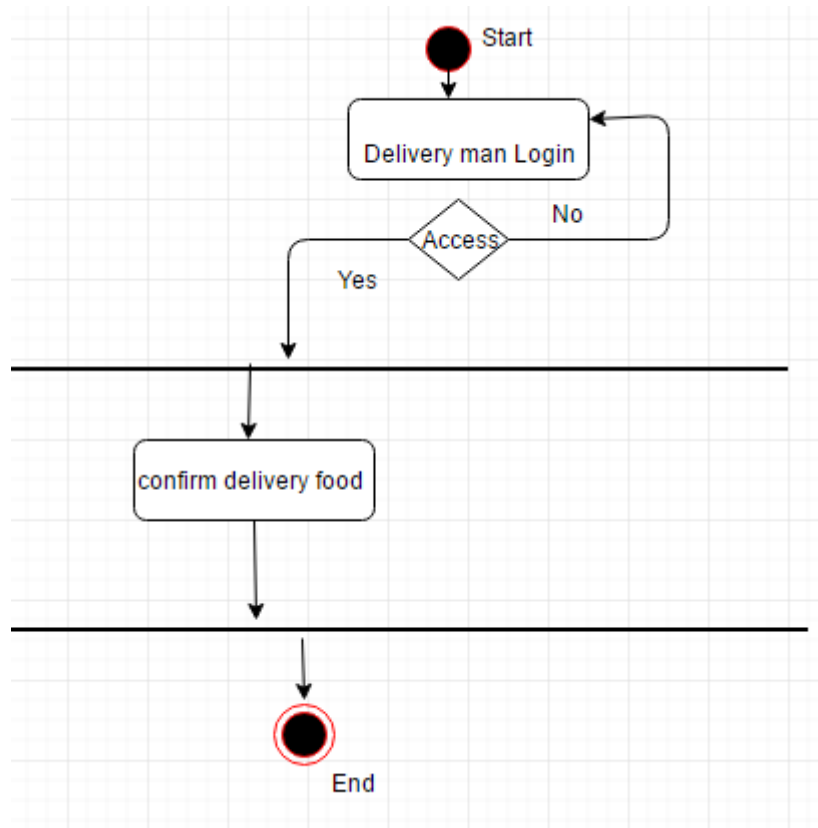 Start
Delivery man Login
No
Access
Yes
confirm delivery food
End